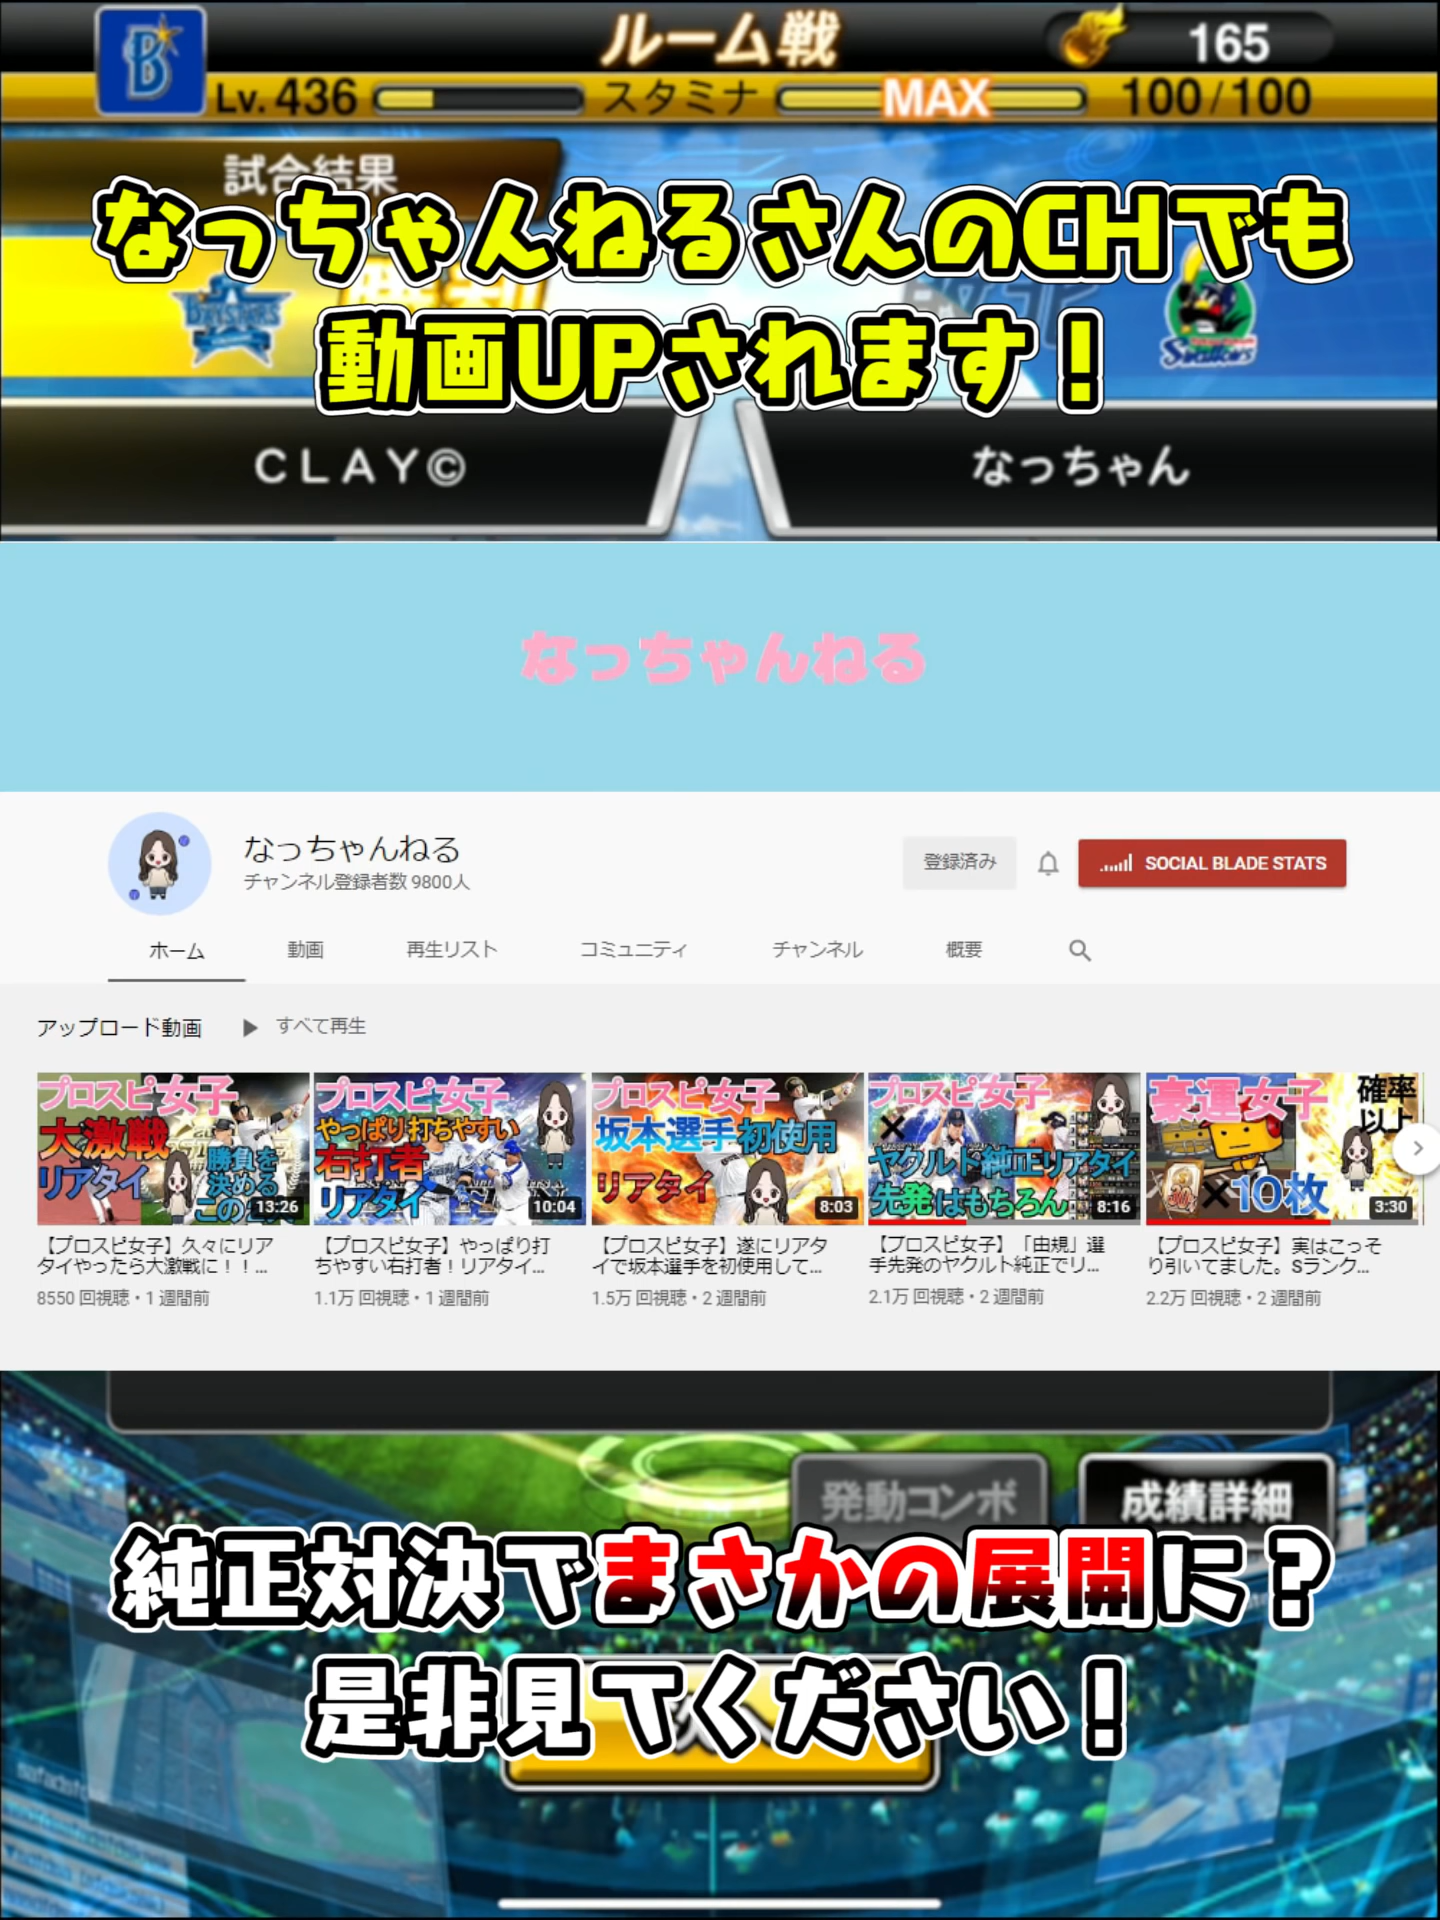 ルーム戦
165
Lv. 436
スタミナ
MAX
100/100
試合結果
なっちゃんねるさんのCHでも
動画UPされます！
BAYSTARS
Swallows
CLAY©
なっちゃん
なっちゃんねる
なっちゃんねる
チャンネル登録者数 9800人
登録済み
SOCIAL BLADE STATS
ホーム
動画
再生リスト
コミュニティ
チャンネル
概要
アップロード動画
すべて再生
プロスピ女子
大激戦
リアタイ
勝負を
決める
この
13:26
プロスピ女子
やっぱり打ちやすい
右打者
リアタイ
10:04
プロスピ女子
坂本選手初使用
リアタイ
8:03
プロスピ女子
×
ヤクルト純正リアタイ
先発はもちろん
8:16
豪運女子
確率
以上
×10枚
3:30
【プロスピ女子】久々にリア
タイやったら大激戦に！！...
8550 回視聴・1 週間前
【プロスピ女子】やっぱり打
ちやすい右打者！リアタイ...
1.1万 回視聴・1 週間前
【プロスピ女子】遂にリアタ
イで坂本選手を初使用して...
1.5万 回視聴・2 週間前
【プロスピ女子】「由規」選
手先発のヤクルト純正でリ...
2.1万 回視聴・2 週間前
【プロスピ女子】実はこっそ
り引いてました。Sランク...
2.2万 回視聴・2 週間前
発動コンボ
成績詳細
純正対決でまさかの展開に？
是非見てください！